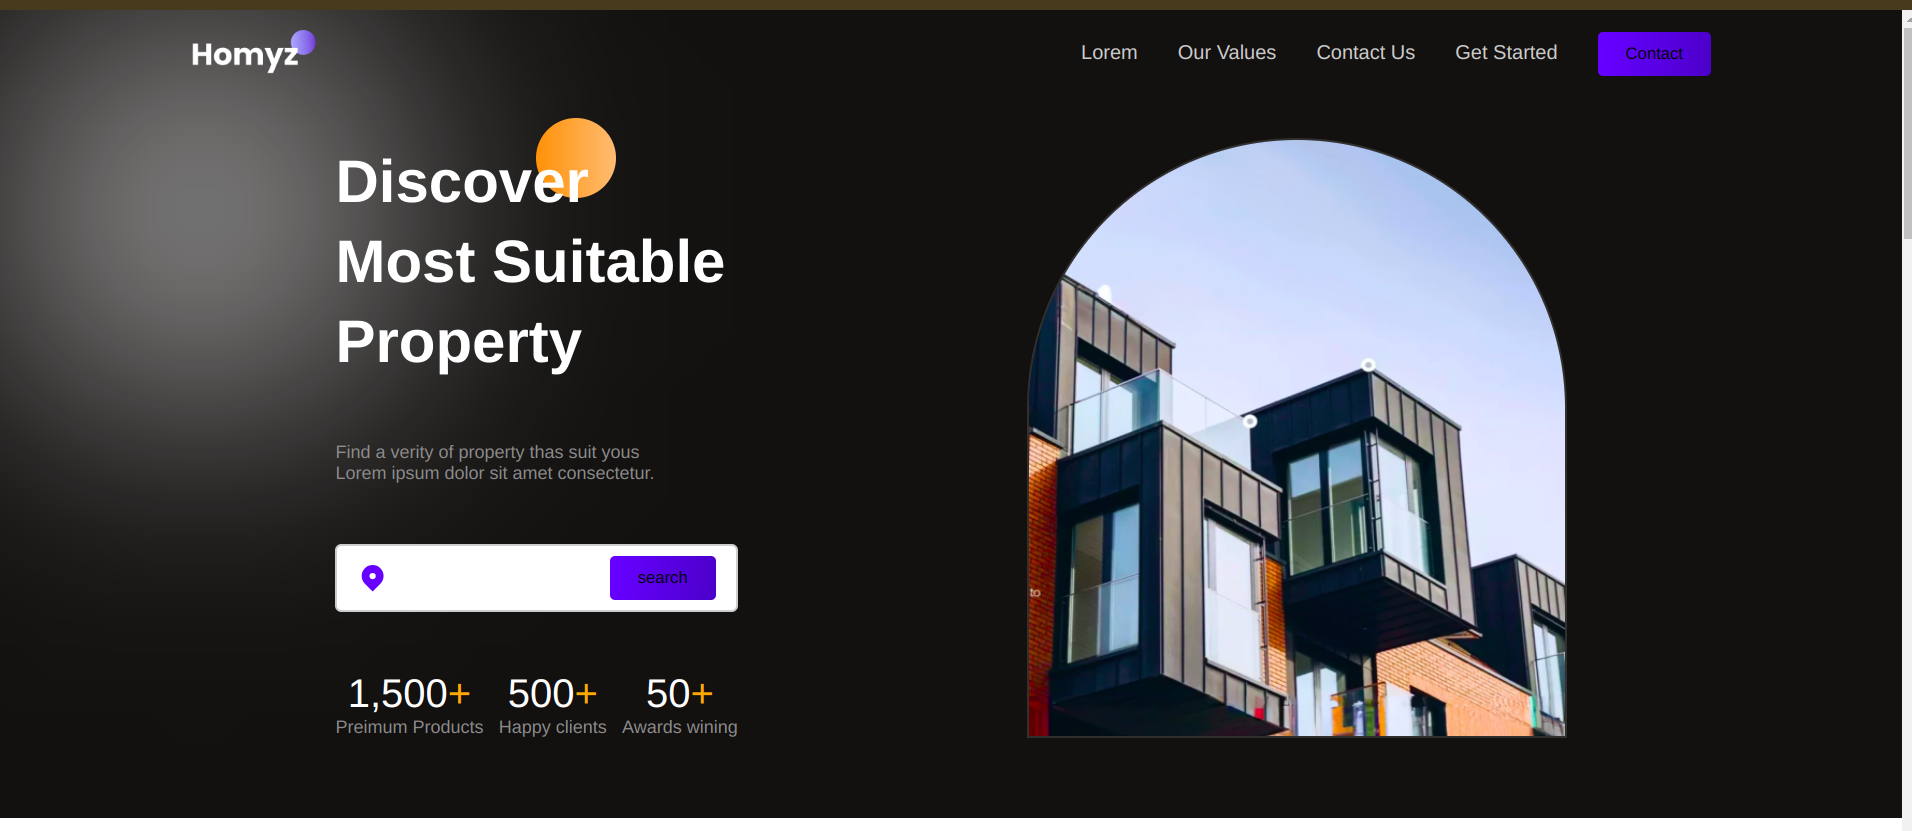 Homyz
Lorem
Our Values
Contact Us
Get Started
Contact
Discover
Most Suitable
Property
Find a verity of property thas suit yous
Lorem ipsum dolor sit amet consectetur.
search
1,500+
Preimum Products
500+
Happy clients
50+
Awards wining